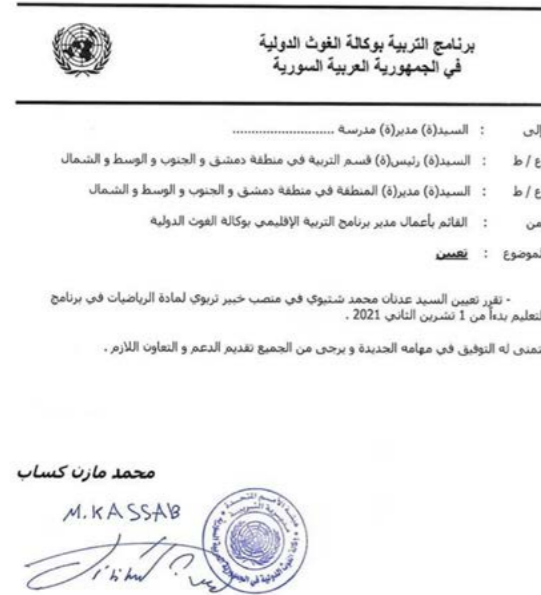 برنامج التربية بوكالة الغوث الدولية
في الجمهورية العربية السورية
إلى : السيد(ة) مدير(ة) مدرسة ...........................
ع / ط : السيد(ة) رئيس(ة) قسم التربية في منطقة دمشق و الجنوب و الوسط و الشمال
ع / ط : السيد(ة) مدير(ة) المنطقة في منطقة دمشق و الجنوب و الوسط و الشمال
من : القائم بأعمال مدير برنامج التربية الإقليمي بوكالة الغوث الدولية
الموضوع : تعيين
- تقرر تعيين السيد عدنان محمد شتيوي في منصب خبير تربوي لمادة الرياضيات في برنامج
التعليم بدءاً من 1 تشرين الثاني 2021 .
نتمنى له التوفيق في مهامه الجديدة و يرجى من الجميع تقديم الدعم و التعاون اللازم .
محمد مازن كساب
M.KASSAB